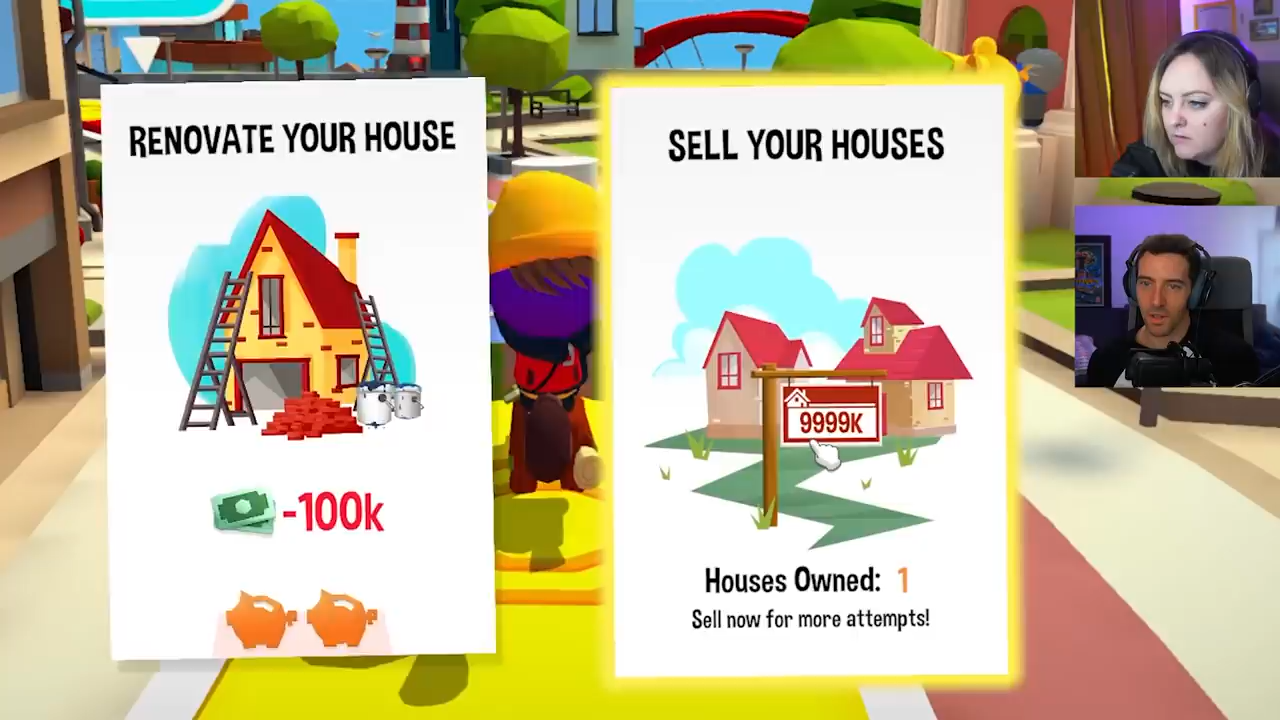 RENOVATE YOUR HOUSE
-100k
SELL YOUR HOUSES
9999K
Houses Owned: 1
Sell now for more attempts!